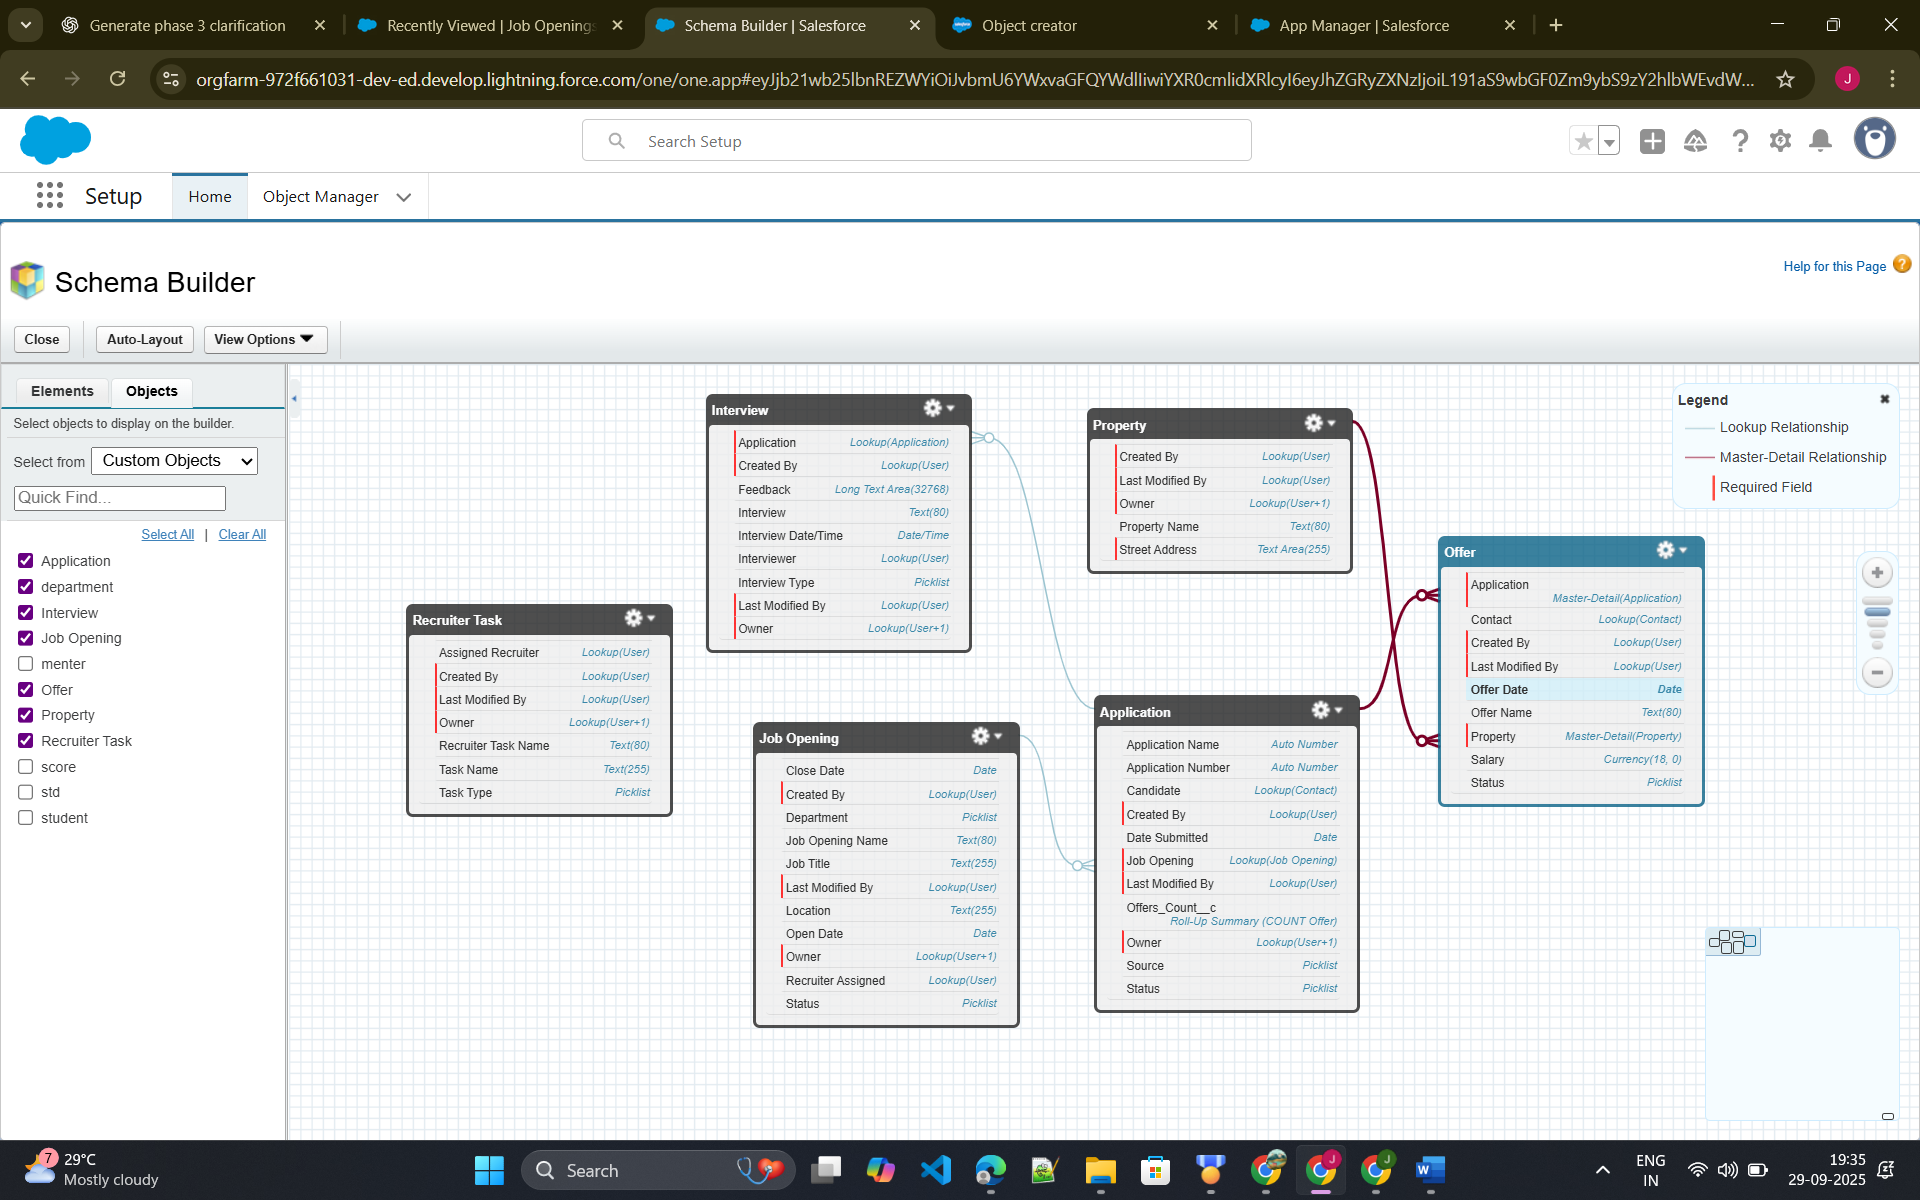 Generate phase 3 clarification
Recently Viewed | Job Openings
Schema Builder | Salesforce
Object creator
App Manager | Salesforce
J
Search Setup
Setup
Home
Object Manager
Schema Builder
Help for this Page
?
Close
Auto-Layout
View Options
Elements
Objects
Select objects to display on the builder.
Select from
Custom Objects
Quick Find...
Select All | Clear All
Application
department
Interview
Job Opening
menter
Offer
Property
Recruiter Task
score
std
student
Recruiter Task
Assigned Recruiter Lookup(User)
Created By Lookup(User)
Last Modified By Lookup(User)
Owner Lookup(User+1)
Recruiter Task Name Text(80)
Task Name Text(255)
Task Type Picklist
Interview
Application Lookup(Application)
Created By Lookup(User)
Feedback Long Text Area(32768)
Interview Text(80)
Interview Date/Time Date/Time
Interviewer Lookup(User)
Interview Type Picklist
Last Modified By Lookup(User)
Owner Lookup(User+1)
Job Opening
Close Date Date
Created By Lookup(User)
Department Picklist
Job Opening Name Text(80)
Job Title Text(255)
Last Modified By Lookup(User)
Location Text(255)
Open Date Date
Owner Lookup(User+1)
Recruiter Assigned Lookup(User)
Status Picklist
Property
Created By Lookup(User)
Last Modified By Lookup(User)
Owner Lookup(User+1)
Property Name Text(80)
Street Address Text Area(255)
Application
Application Name Auto Number
Application Number Auto Number
Candidate Lookup(Contact)
Created By Lookup(User)
Date Submitted Date
Job Opening Lookup(Job Opening)
Last Modified By Lookup(User)
Offers_Count__c
Roll-Up Summary (COUNT Offer)
Owner Lookup(User+1)
Source Picklist
Status Picklist
Offer
Application
Master-Detail(Application)
Contact Lookup(Contact)
Created By Lookup(User)
Last Modified By Lookup(User)
Offer Date Date
Offer Name Text(80)
Property Master-Detail(Property)
Salary Currency(18, 0)
Status Picklist
Legend
Lookup Relationship
Master-Detail Relationship
Required Field
7
29°C
Mostly cloudy
Search
J
J
ENG
IN
19:35
29-09-2025